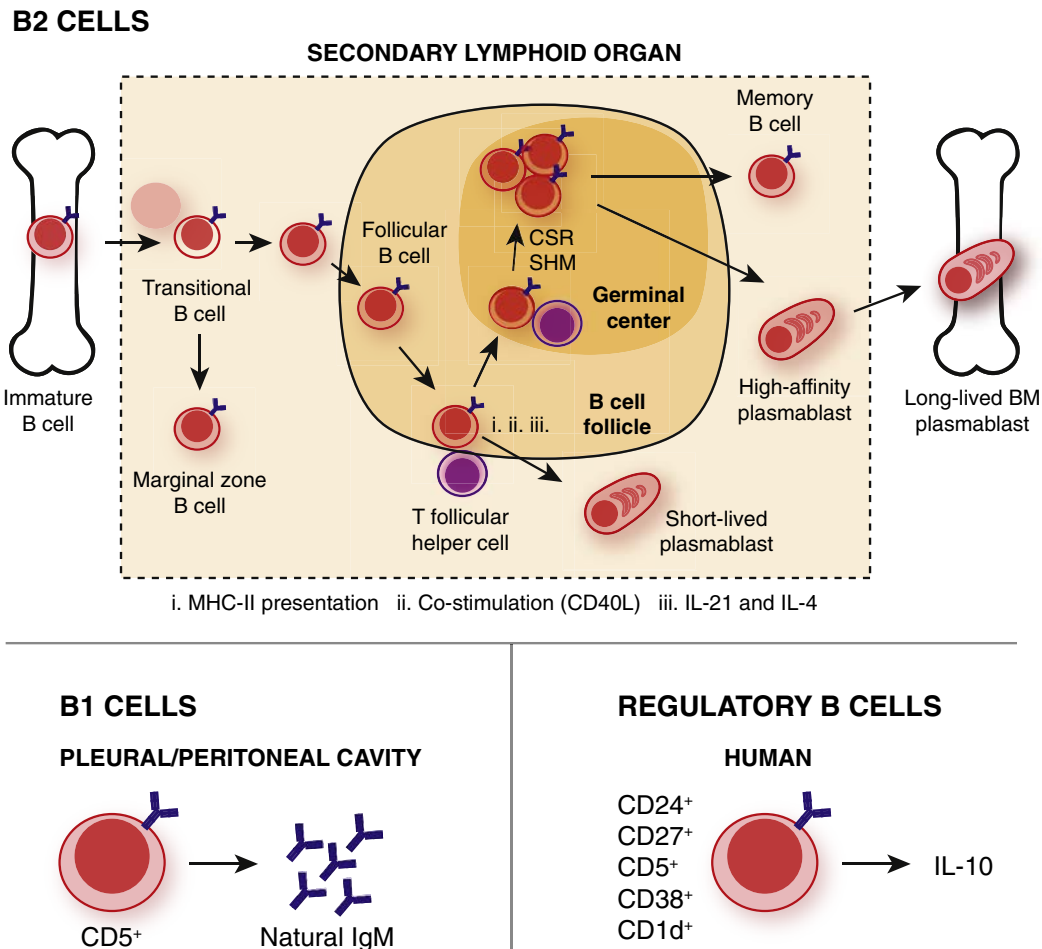 B2 CELLS
SECONDARY LYMPHOID ORGAN
Memory
B cell
Follicular
B cell
CSR
SHM
Transitional
B cell
Germinal
center
Immature
B cell
High-affinity
plasmablast
Long-lived BM
plasmablast
B cell
follicle
i. ii. iii.
Marginal zone
B cell
T follicular
helper cell
Short-lived
plasmablast
i. MHC-II presentation ii. Co-stimulation (CD40L) iii. IL-21 and IL-4
B1 CELLS
PLEURAL/PERITONEAL CAVITY
CD5⁺
Natural IgM
REGULATORY B CELLS
HUMAN
CD24⁺
CD27⁺
CD5⁺
CD38⁺
CD1d⁺
IL-10